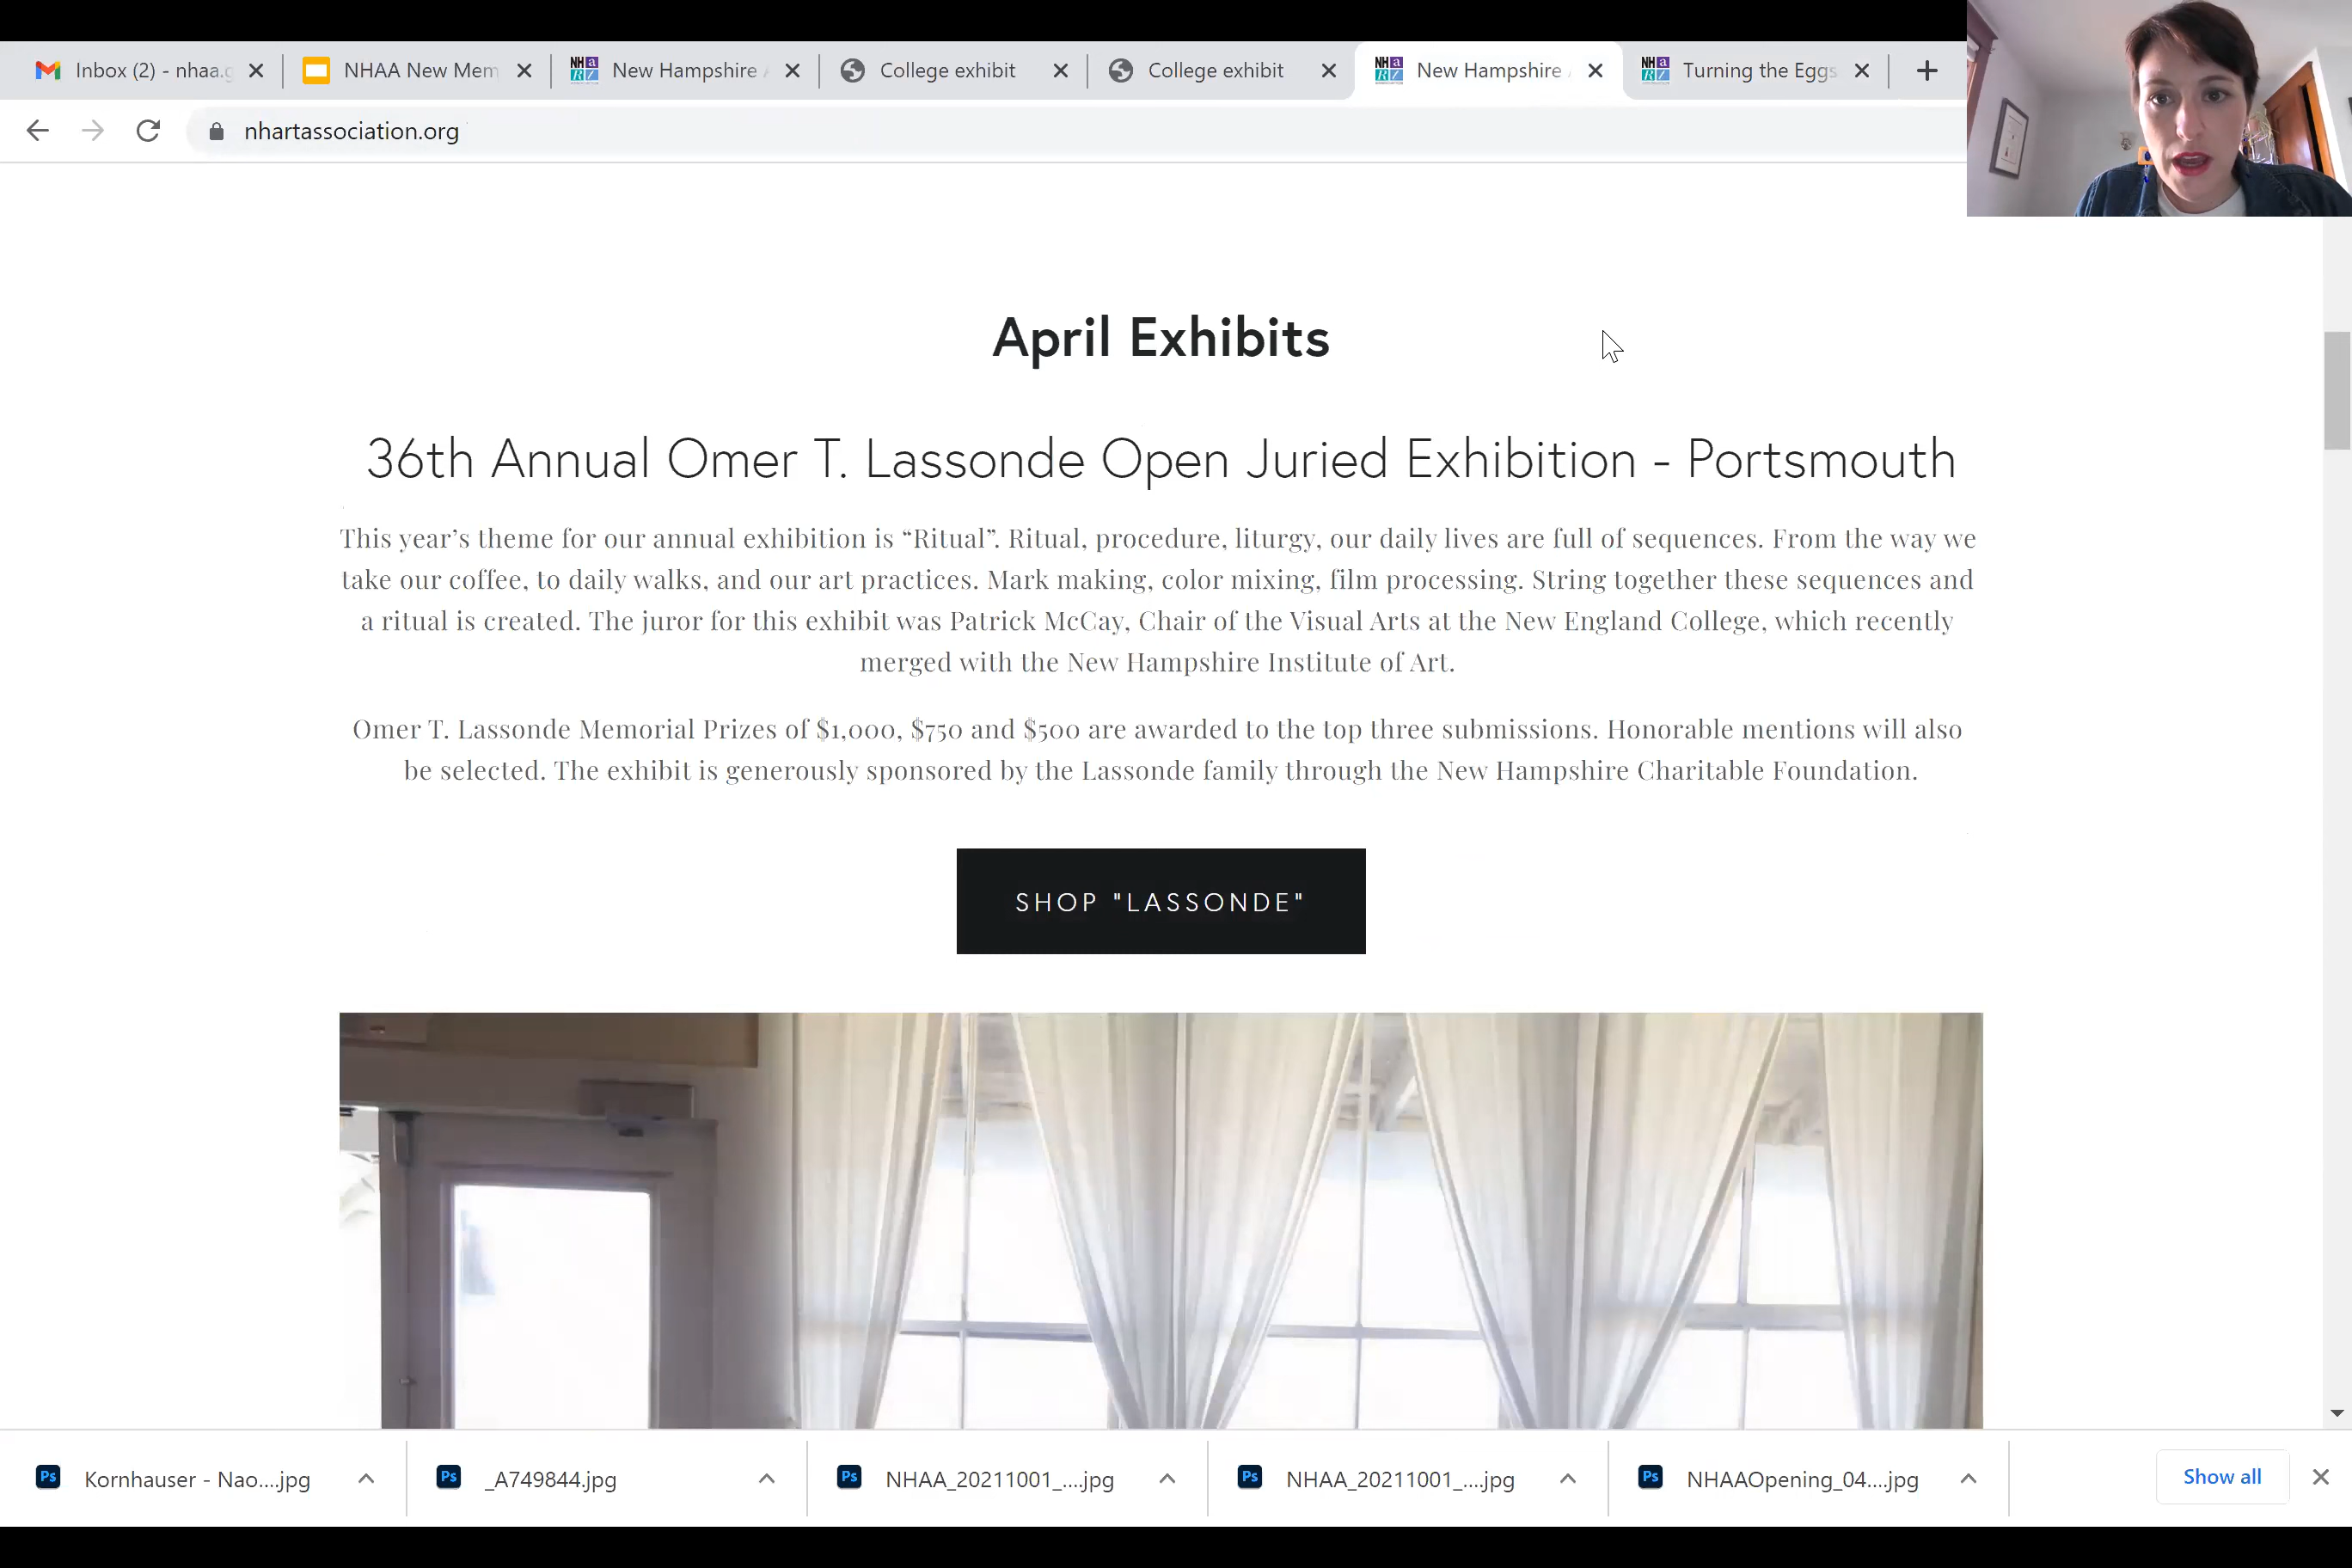 Inbox (2) - nhaa.g
NHAA New Mem
New Hampshire A
College exhibit
College exhibit
New Hampshire A
Turning the Eggs
nhartassociation.org
April Exhibits
36th Annual Omer T. Lassonde Open Juried Exhibition - Portsmouth
This year’s theme for our annual exhibition is “Ritual”. Ritual, procedure, liturgy, our daily lives are full of sequences. From the way we
take our coffee, to daily walks, and our art practices. Mark making, color mixing, film processing. String together these sequences and
a ritual is created. The juror for this exhibit was Patrick McCay, Chair of the Visual Arts at the New England College, which recently
merged with the New Hampshire Institute of Art.
Omer T. Lassonde Memorial Prizes of $1,000, $750 and $500 are awarded to the top three submissions. Honorable mentions will also
be selected. The exhibit is generously sponsored by the Lassonde family through the New Hampshire Charitable Foundation.
SHOP "LASSONDE"
Ps Kornhauser - Nao....jpg
Ps _A749844.jpg
Ps NHAA_20211001_....jpg
Ps NHAA_20211001_....jpg
Ps NHAAOpening_04....jpg
Show all